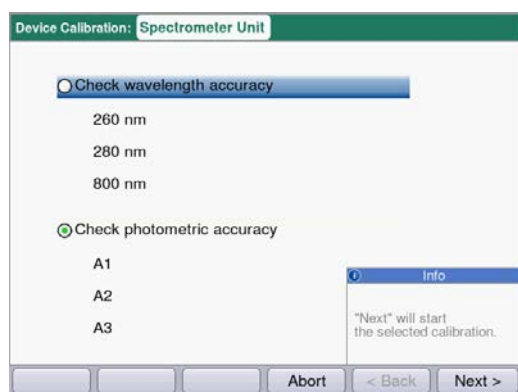 Device Calibration: Spectrometer Unit
Check wavelength accuracy
260 nm
280 nm
800 nm
Check photometric accuracy
A1
A2
A3
Info
"Next" will start
the selected calibration.
Abort
< Back
Next >